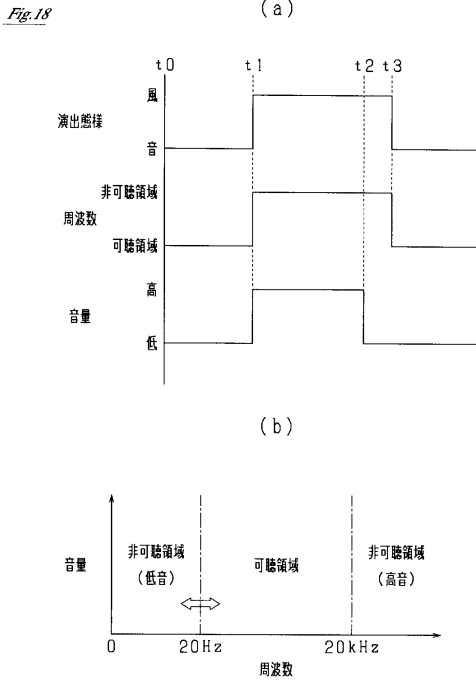 Fig.18
(a)
t0 t1 t2 t3
風
演出態様
音
非可聴領域
周波数
可聴領域
高
音量
低
(b)
音量
非可聴領域
(低音)
可聴領域
非可聴領域
(高音)
0 20Hz 20kHz
周波数